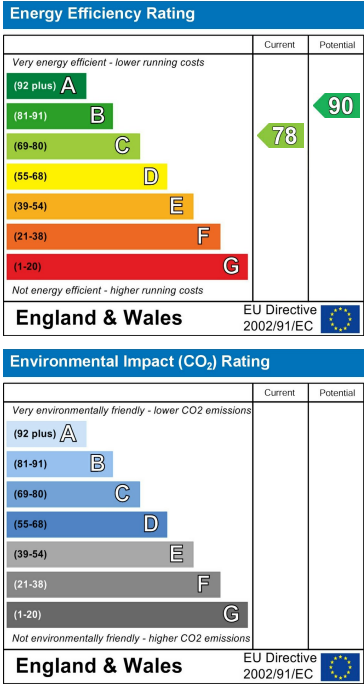 Energy Efficiency Rating
Current Potential
Very energy efficient - lower running costs
(92 plus) A
(81-91) B
(69-80) C
(55-68) D
(39-54) E
(21-38) F
(1-20) G
78
90
Not energy efficient - higher running costs
England & Wales
EU Directive
2002/91/EC
Environmental Impact (CO₂) Rating
Current Potential
Very environmentally friendly - lower CO2 emissions
(92 plus) A
(81-91) B
(69-80) C
(55-68) D
(39-54) E
(21-38) F
(1-20) G
Not environmentally friendly - higher CO2 emissions
England & Wales
EU Directive
2002/91/EC